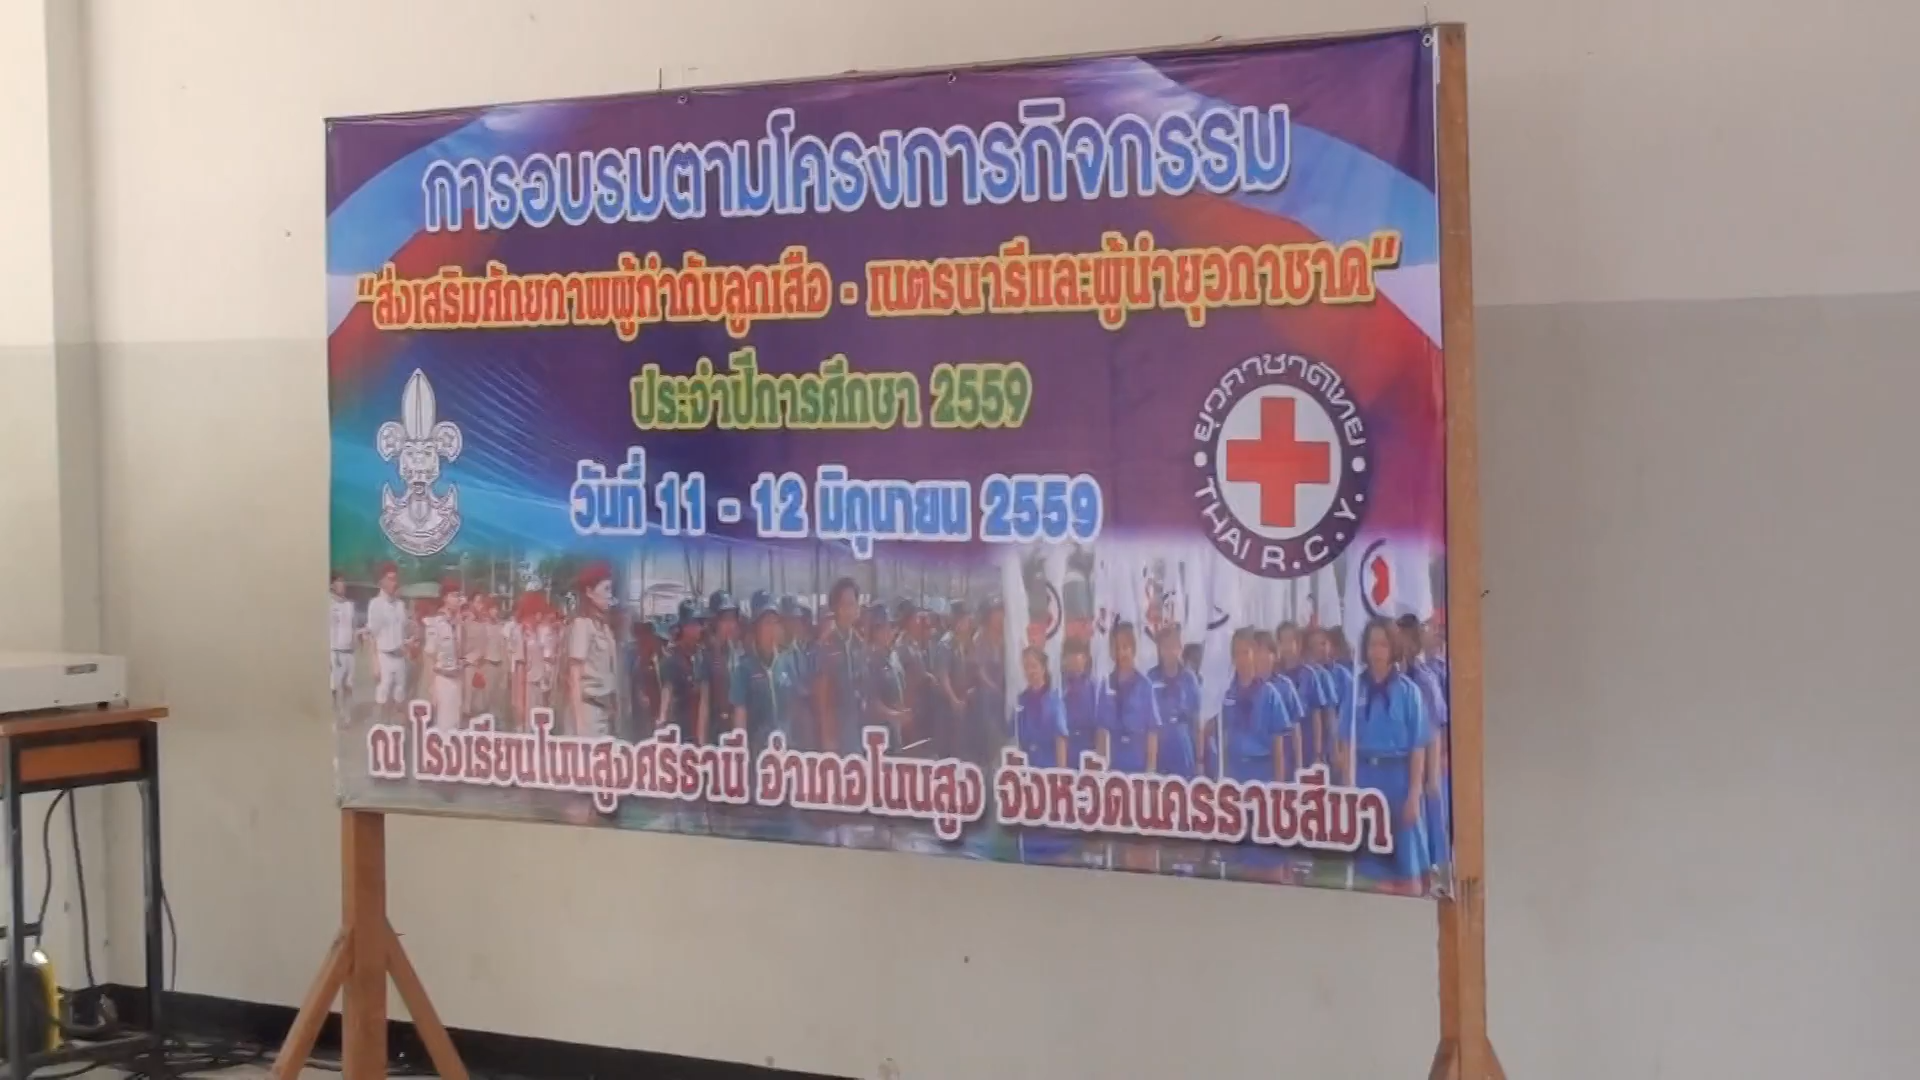 การอบรมตามโครงการกิจกรรม
“ส่งเสริมศักยภาพผู้กำกับลูกเสือ - เนตรนารีและผู้นำยุวกาชาด”
ประจำปีการศึกษา 2559
วันที่ 11 - 12 มิถุนายน 2559
ยุวกาชาดไทย
THAI R.C.Y.
ณ โรงเรียนโนนสูงศรีธานี อำเภอโนนสูง จังหวัดนครราชสีมา